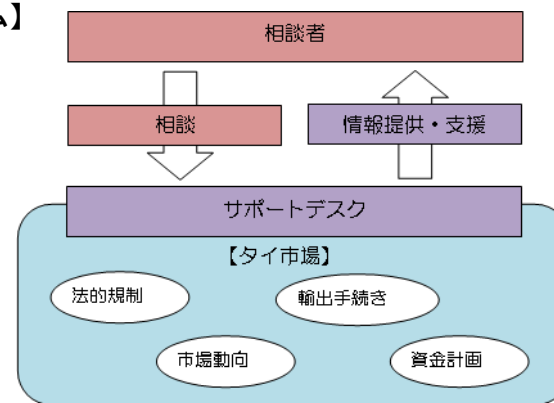 ム】
相談者
相談
情報提供・支援
サポートデスク
【タイ市場】
法的規制
輸出手続き
市場動向
資金計画